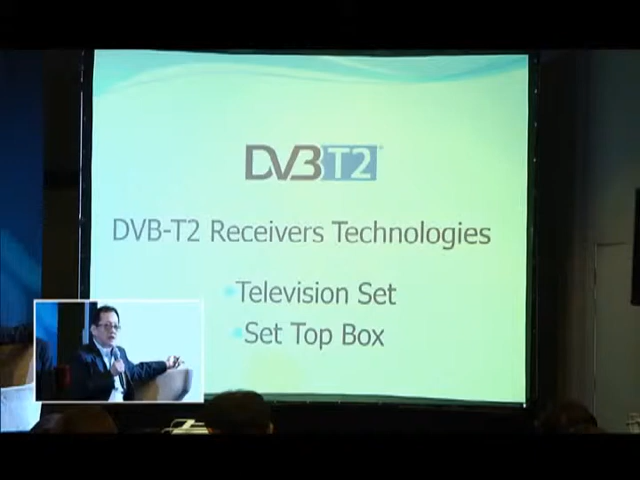 DVB T2
DVB-T2 Receivers Technologies
•Television Set
•Set Top Box